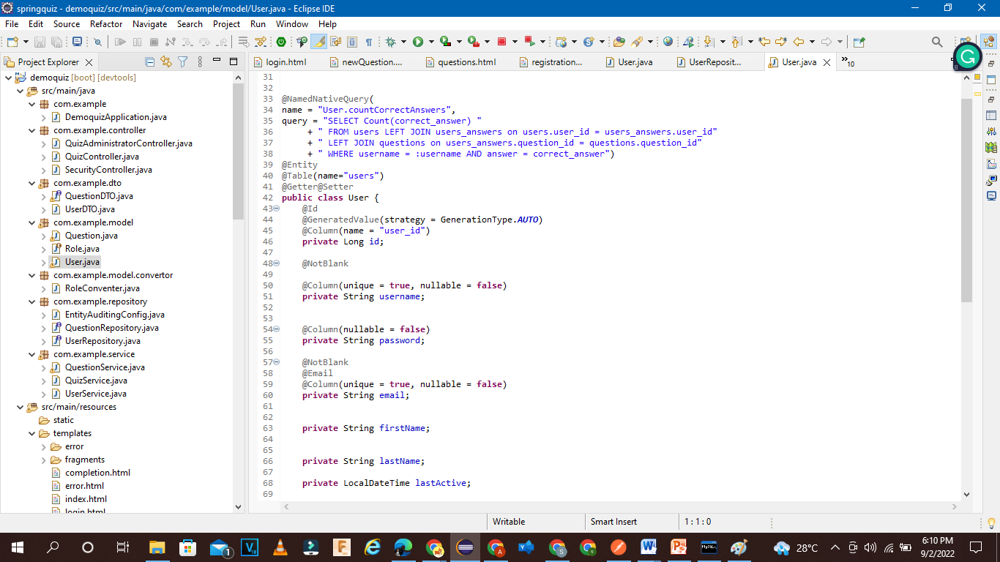 springquiz - demoquiz/src/main/java/com/example/model/User.java - Eclipse IDE
File Edit Source Refactor Navigate Search Project Run Window Help
Project Explorer
login.html
newQuestion....
questions.html
registration...
User.java
UserReposit...
User.java
10
G
demoquiz [boot] [devtools]
src/main/java
com.example
DemoquizApplication.java
com.example.controller
QuizAdministratorController.java
QuizController.java
SecurityController.java
com.example.dto
QuestionDTO.java
UserDTO.java
com.example.model
Question.java
Role.java
User.java
com.example.model.convertor
RoleConventer.java
com.example.repository
EntityAuditingConfig.java
QuestionRepository.java
UserRepository.java
com.example.service
QuestionService.java
QuizService.java
UserService.java
src/main/resources
static
templates
error
fragments
completion.html
error.html
index.html
login.html
31
32
33 @NamedNativeQuery(
34 name = "User.countCorrectAnswers",
35 query = "SELECT Count(correct_answer) "
36 + " FROM users LEFT JOIN users_answers on users.user_id = users_answers.user_id"
37 + " LEFT JOIN questions on users_answers.question_id = questions.question_id"
38 + " WHERE username = :username AND answer = correct_answer")
39 @Entity
40 @Table(name="users")
41 @Getter@Setter
42 public class User {
43 @Id
44 @GeneratedValue(strategy = GenerationType.AUTO)
45 @Column(name = "user_id")
46 private Long id;
47
48 @NotBlank
49
50 @Column(unique = true, nullable = false)
51 private String username;
52
53
54 @Column(nullable = false)
55 private String password;
56
57 @NotBlank
58 @Email
59 @Column(unique = true, nullable = false)
60 private String email;
61
62
63 private String firstName;
64
65
66 private String lastName;
67
68 private LocalDateTime lastActive;
69
Writable Smart Insert 1 : 1 : 0
28°C
6:10 PM
9/2/2022